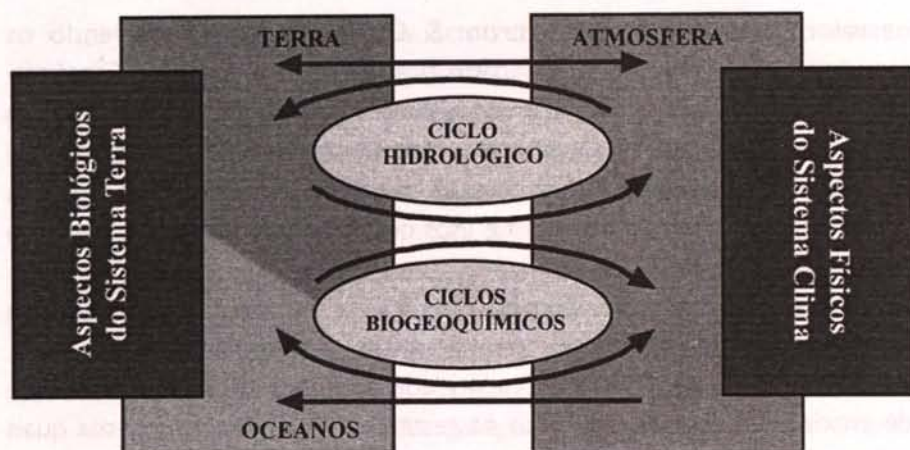 TERRA
ATMOSFERA
Aspectos Biológicos
do Sistema Terra
CICLO
HIDROLÓGICO
CICLOS
BIOGEOQUÍMICOS
Aspectos Físicos
do Sistema Clima
OCEANOS